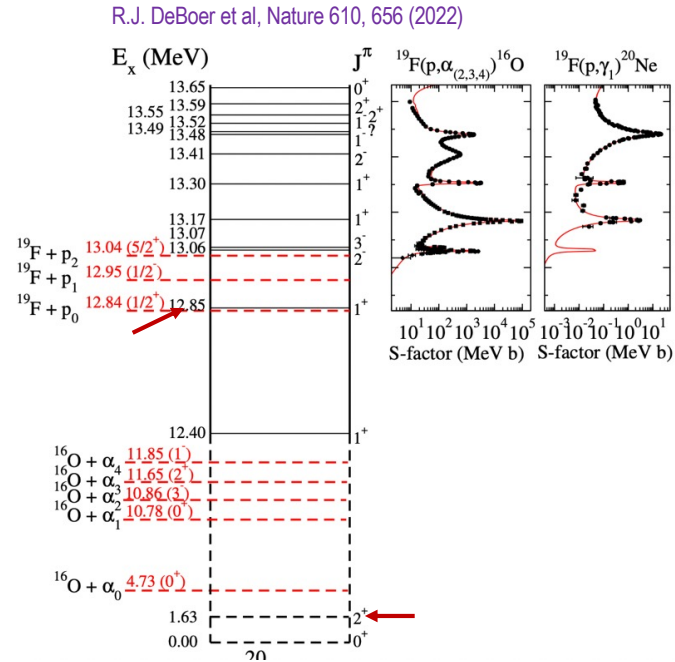 R.J. DeBoer et al, Nature 610, 656 (2022)
Eₓ (MeV)
Jᵖⁱ
¹⁹F(p,α₍₂,₃,₄₎)¹⁶O
¹⁹F(p,γ₁)²⁰Ne
13.65 0⁺
13.59 2⁺
13.55 2⁺
13.52 1⁻
13.49 ?
13.48 1⁻
13.41 2⁻
13.30 1⁺
13.17 1⁺
13.07 3⁻
13.06 2⁻
¹⁹F + p₂ 13.04 (5/2⁺)
¹⁹F + p₁ 12.95 (1/2⁻)
¹⁹F + p₀ 12.84 (1/2⁺)
12.85 1⁺
12.40 1⁺
¹⁶O + α₄ 11.85 (1⁻)
¹⁶O + α₃ 11.65 (2⁺)
¹⁶O + α₂ 10.86 (3⁻)
¹⁶O + α₁ 10.78 (0⁺)
¹⁶O + α₀ 4.73 (0⁺)
1.63 2⁺
0.00 0⁺
20
10¹ 10² 10³ 10⁴ 10⁵
S-factor (MeV b)
10⁻³ 10⁻² 10⁻¹ 10⁰ 10¹
S-factor (MeV b)